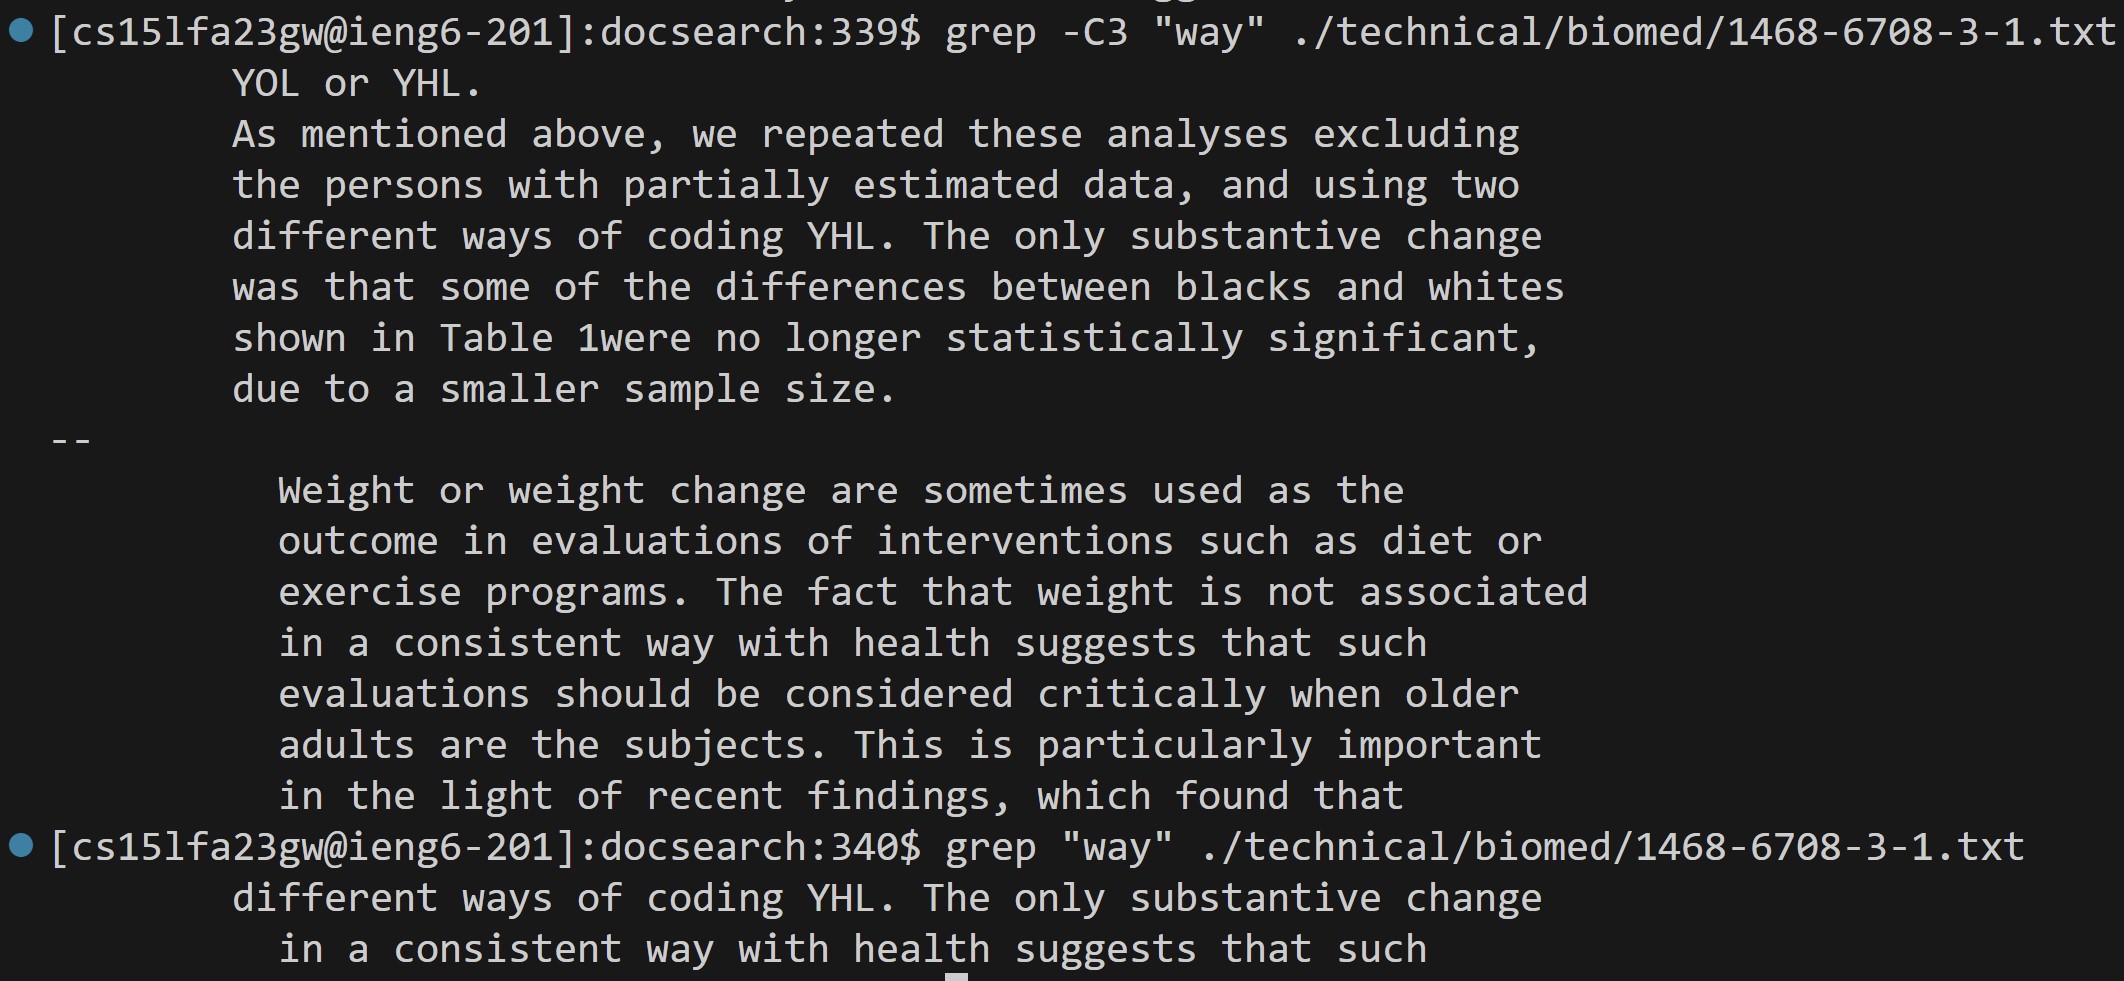 [cs15lfa23gw@ieng6-201]:docsearch:339$ grep -C3 "way" ./technical/biomed/1468-6708-3-1.txt
YOL or YHL.
As mentioned above, we repeated these analyses excluding
the persons with partially estimated data, and using two
different ways of coding YHL. The only substantive change
was that some of the differences between blacks and whites
shown in Table 1were no longer statistically significant,
due to a smaller sample size.
--
Weight or weight change are sometimes used as the
outcome in evaluations of interventions such as diet or
exercise programs. The fact that weight is not associated
in a consistent way with health suggests that such
evaluations should be considered critically when older
adults are the subjects. This is particularly important
in the light of recent findings, which found that
[cs15lfa23gw@ieng6-201]:docsearch:340$ grep "way" ./technical/biomed/1468-6708-3-1.txt
different ways of coding YHL. The only substantive change
in a consistent way with health suggests that such